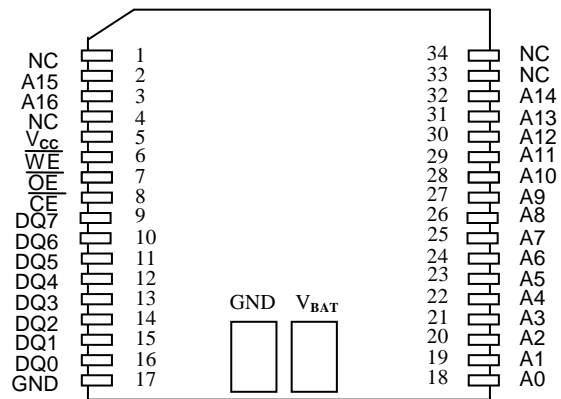 NC 1 34 NC
A15 2 33 NC
A16 3 32 A14
NC 4 31 A13
VCC 5 30 A12
WE 6 29 A11
OE 7 28 A10
CE 8 27 A9
DQ7 9 26 A8
DQ6 10 25 A7
DQ5 11 24 A6
DQ4 12 23 A5
DQ3 13 22 A4
DQ2 14 21 A3
DQ1 15 20 A2
DQ0 16 19 A1
GND 17 18 A0
GND VBAT